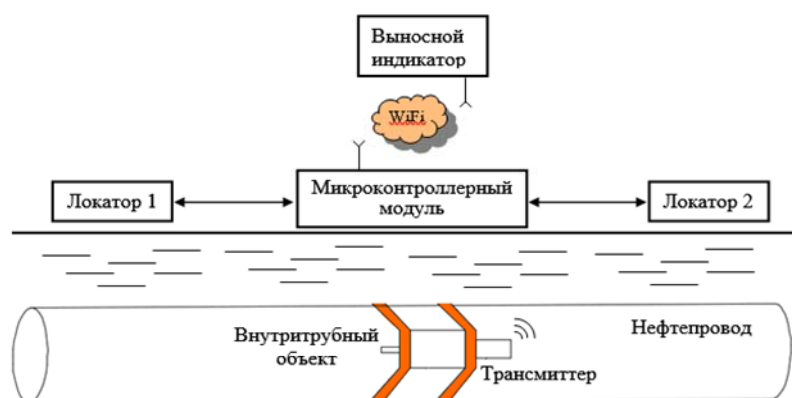 Выносной
индикатор
WiFi
Локатор 1
Микроконтроллерный
модуль
Локатор 2
Внутритрубный
объект
Нефтепровод
Трансмиттер